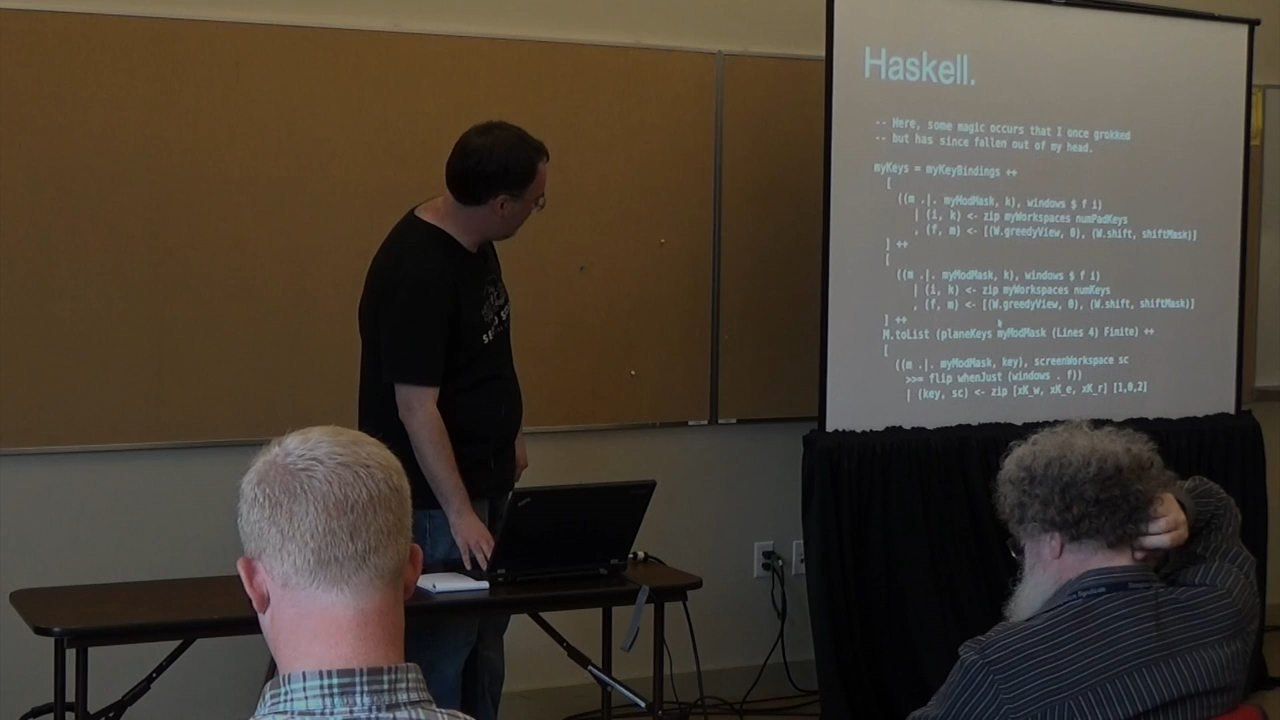 Haskell.
-- Here, some magic occurs that I once grokked
-- but has since fallen out of my head.
myKeys = myKeyBindings ++
[
((m .|. myModMask, k), windows $ f i)
| (i, k) <- zip myWorkspaces numPadKeys
, (f, m) <- [(W.greedyView, 0), (W.shift, shiftMask)]
] ++
[
((m .|. myModMask, k), windows $ f i)
| (i, k) <- zip myWorkspaces numKeys
, (f, m) <- [(W.greedyView, 0), (W.shift, shiftMask)]
] ++
M.toList (planeKeys myModMask (Lines 4) Finite) ++
[
((m .|. myModMask, key), screenWorkspace sc
>>= flip whenJust (windows . f))
| (key, sc) <- zip [xK_w, xK_e, xK_r] [1,0,2]